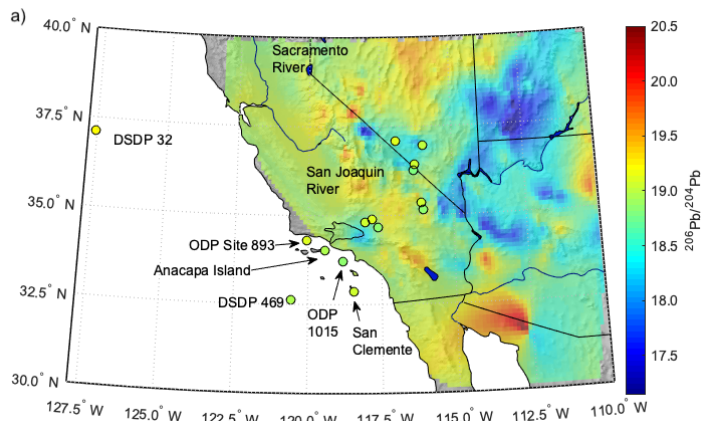 a)
40.0° N
37.5° N
35.0° N
32.5° N
30.0° N
Sacramento
River
DSDP 32
San Joaquin
River
ODP Site 893
Anacapa Island
DSDP 469
ODP
1015
San
Clemente
127.5° W
125.0° W
120.0° W
117.5° W
115.0° W
112.5° W
110.0° W
20.5
20.0
19.5
19.0
18.5
18.0
17.5
206Pb/204Pb